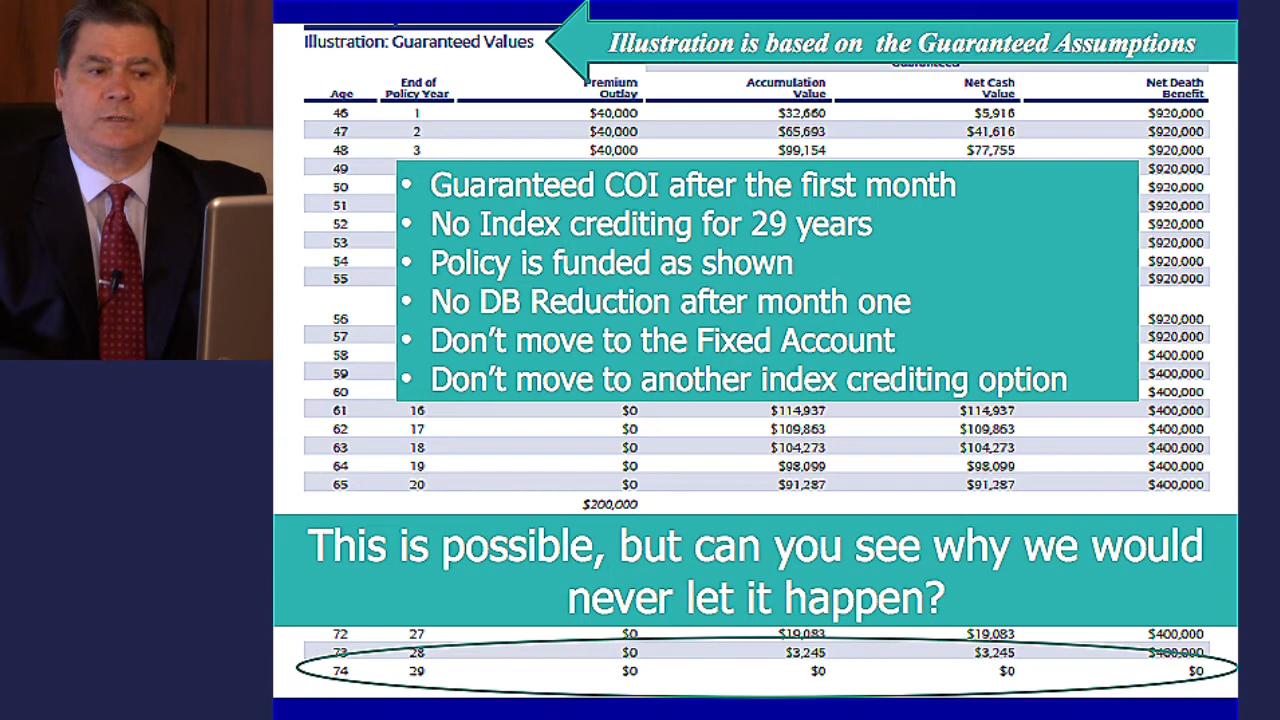 Illustration: Guaranteed Values
Illustration is based on the Guaranteed Assumptions
Guaranteed
Age End of Policy Year Premium Outlay Accumulation Value Net Cash Value Net Death Benefit
46 1 $40,000 $32,660 $5,916 $920,000
47 2 $40,000 $65,693 $41,616 $920,000
48 3 $40,000 $99,154 $77,755 $920,000
49 $920,000
50 $920,000
51 $920,000
52 $920,000
53 $920,000
54 $920,000
55 $920,000
56 $920,000
57 $920,000
58 $400,000
59 $400,000
60 $400,000
• Guaranteed COI after the first month
• No Index crediting for 29 years
• Policy is funded as shown
• No DB Reduction after month one
• Don’t move to the Fixed Account
• Don’t move to another index crediting option
61 16 $0 $114,937 $114,937 $400,000
62 17 $0 $109,863 $109,863 $400,000
63 18 $0 $104,273 $104,273 $400,000
64 19 $0 $98,099 $98,099 $400,000
65 20 $0 $91,287 $91,287 $400,000
$200,000
This is possible, but can you see why we would
never let it happen?
72 27 $0 $19,083 $19,083 $400,000
73 28 $0 $3,245 $3,245 $400,000
74 29 $0 $0 $0 $0